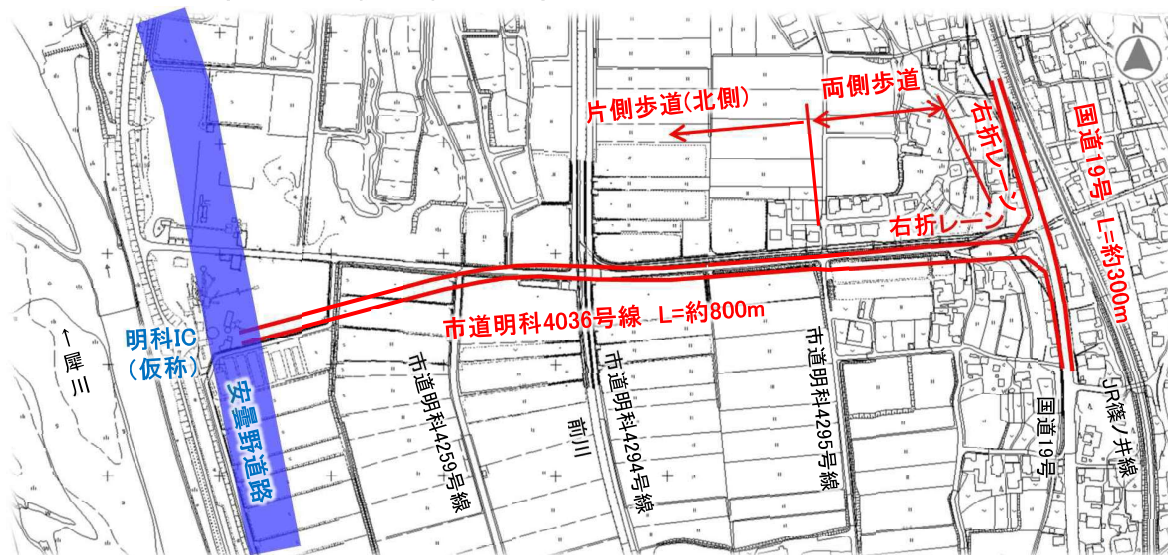 N
片側歩道(北側)
両側歩道
右折レーン
国道19号 L=約300m
右折レーン
市道明科4036号線 L=約800m
明科IC
(仮称)
←犀川
安曇野道路
市道明科4259号線
前川
市道明科4294号線
市道明科4295号線
国道19号
JR篠ノ井線